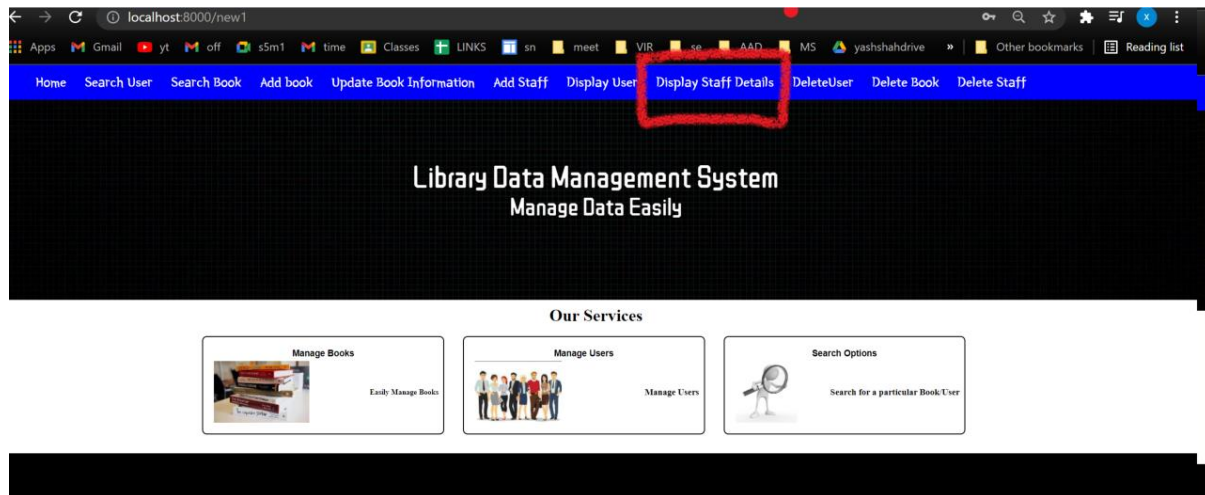 localhost:8000/new1
Apps Gmail yt off s5m1 time Classes LINKS sn meet VIR se AAD MS yashshahdrive » Other bookmarks Reading list
Home Search User Search Book Add book Update Book Information Add Staff Display User Display Staff Details DeleteUser Delete Book Delete Staff
Library Data Management System
Manage Data Easily
Our Services
Manage Books
Easily Manage Books
Manage Users
Manage Users
Search Options
Search for a particular Book/User